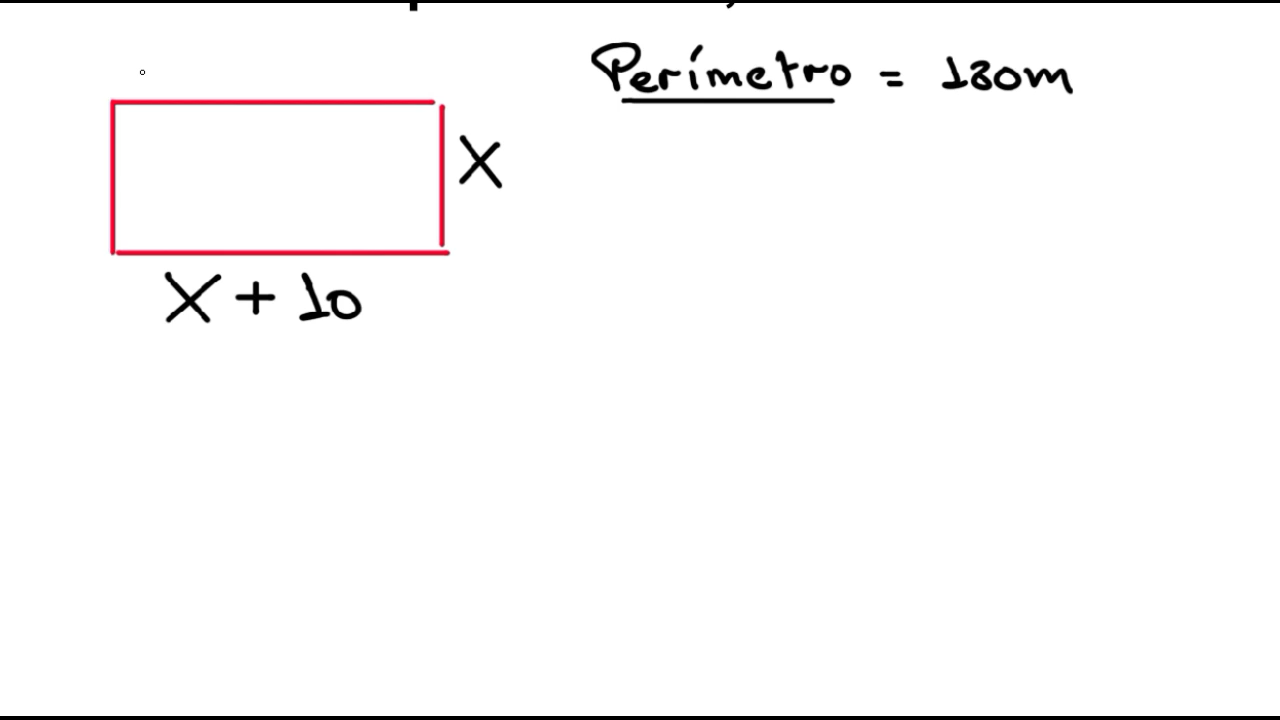 Perímetro = 180m
X
X + 10